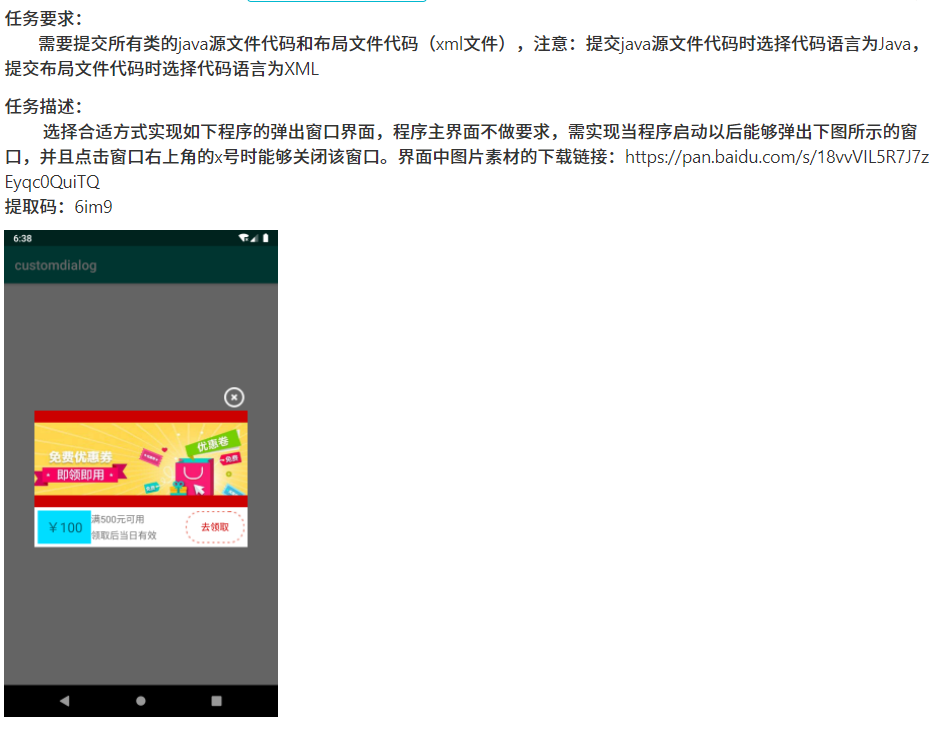 任务要求：
需要提交所有类的java源文件代码和布局文件代码（xml文件），注意：提交java源文件代码时选择代码语言为Java，
提交布局文件代码时选择代码语言为XML
任务描述：
选择合适方式实现如下程序的弹出窗口界面，程序主界面不做要求，需实现当程序启动以后能够弹出下图所示的窗
口，并且点击窗口右上角的x号时能够关闭该窗口。界面中图片素材的下载链接：https://pan.baidu.com/s/18vvVIL5R7J7z
Eyqc0QuiTQ
提取码：6im9
6:38
customdialog
优惠卷
免费优惠券
免费
即领即用
￥100
满500元可用
领取后当日有效
去领取